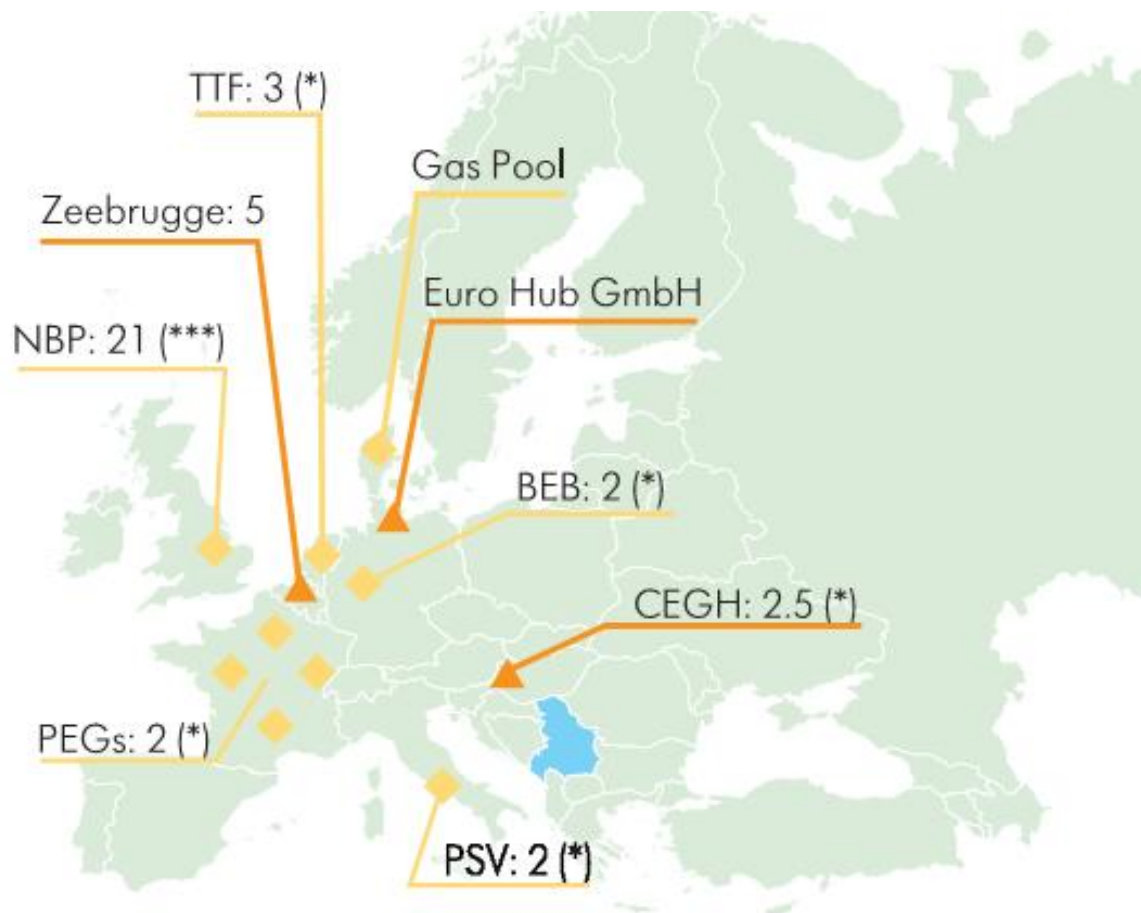 TTF: 3 (*)
Gas Pool
Zeebrugge: 5
Euro Hub GmbH
NBP: 21 (***)
BEB: 2 (*)
CEGH: 2.5 (*)
PEGs: 2 (*)
PSV: 2 (*)